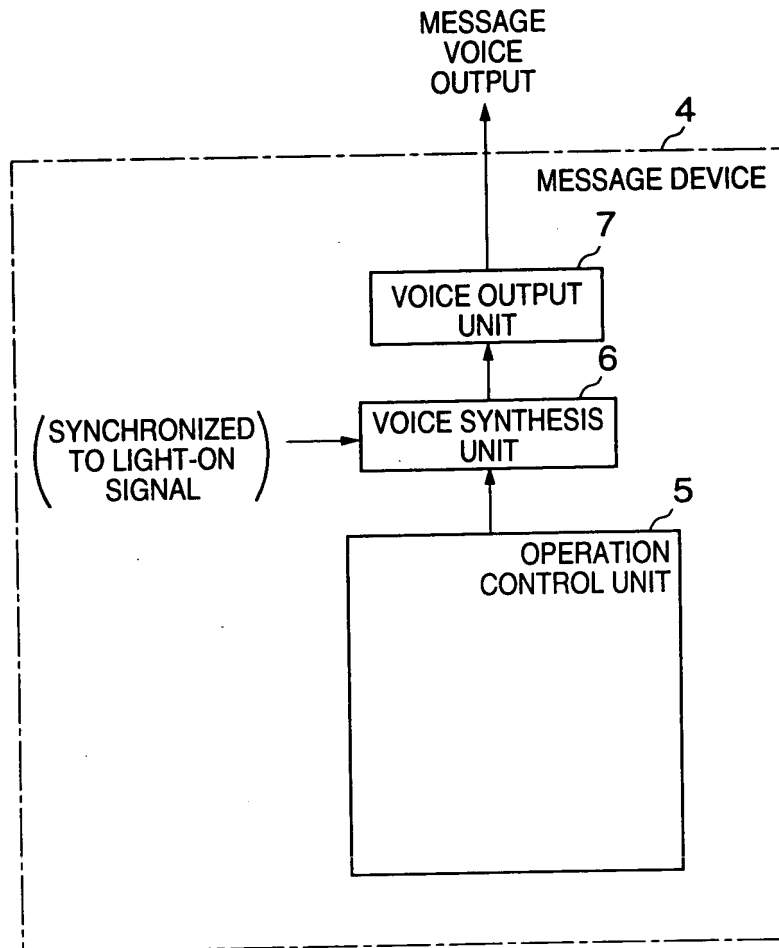 MESSAGE
VOICE
OUTPUT
4
MESSAGE DEVICE
7
VOICE OUTPUT
UNIT
6
VOICE SYNTHESIS
UNIT
(SYNCHRONIZED
TO LIGHT-ON
SIGNAL)
5
OPERATION
CONTROL UNIT